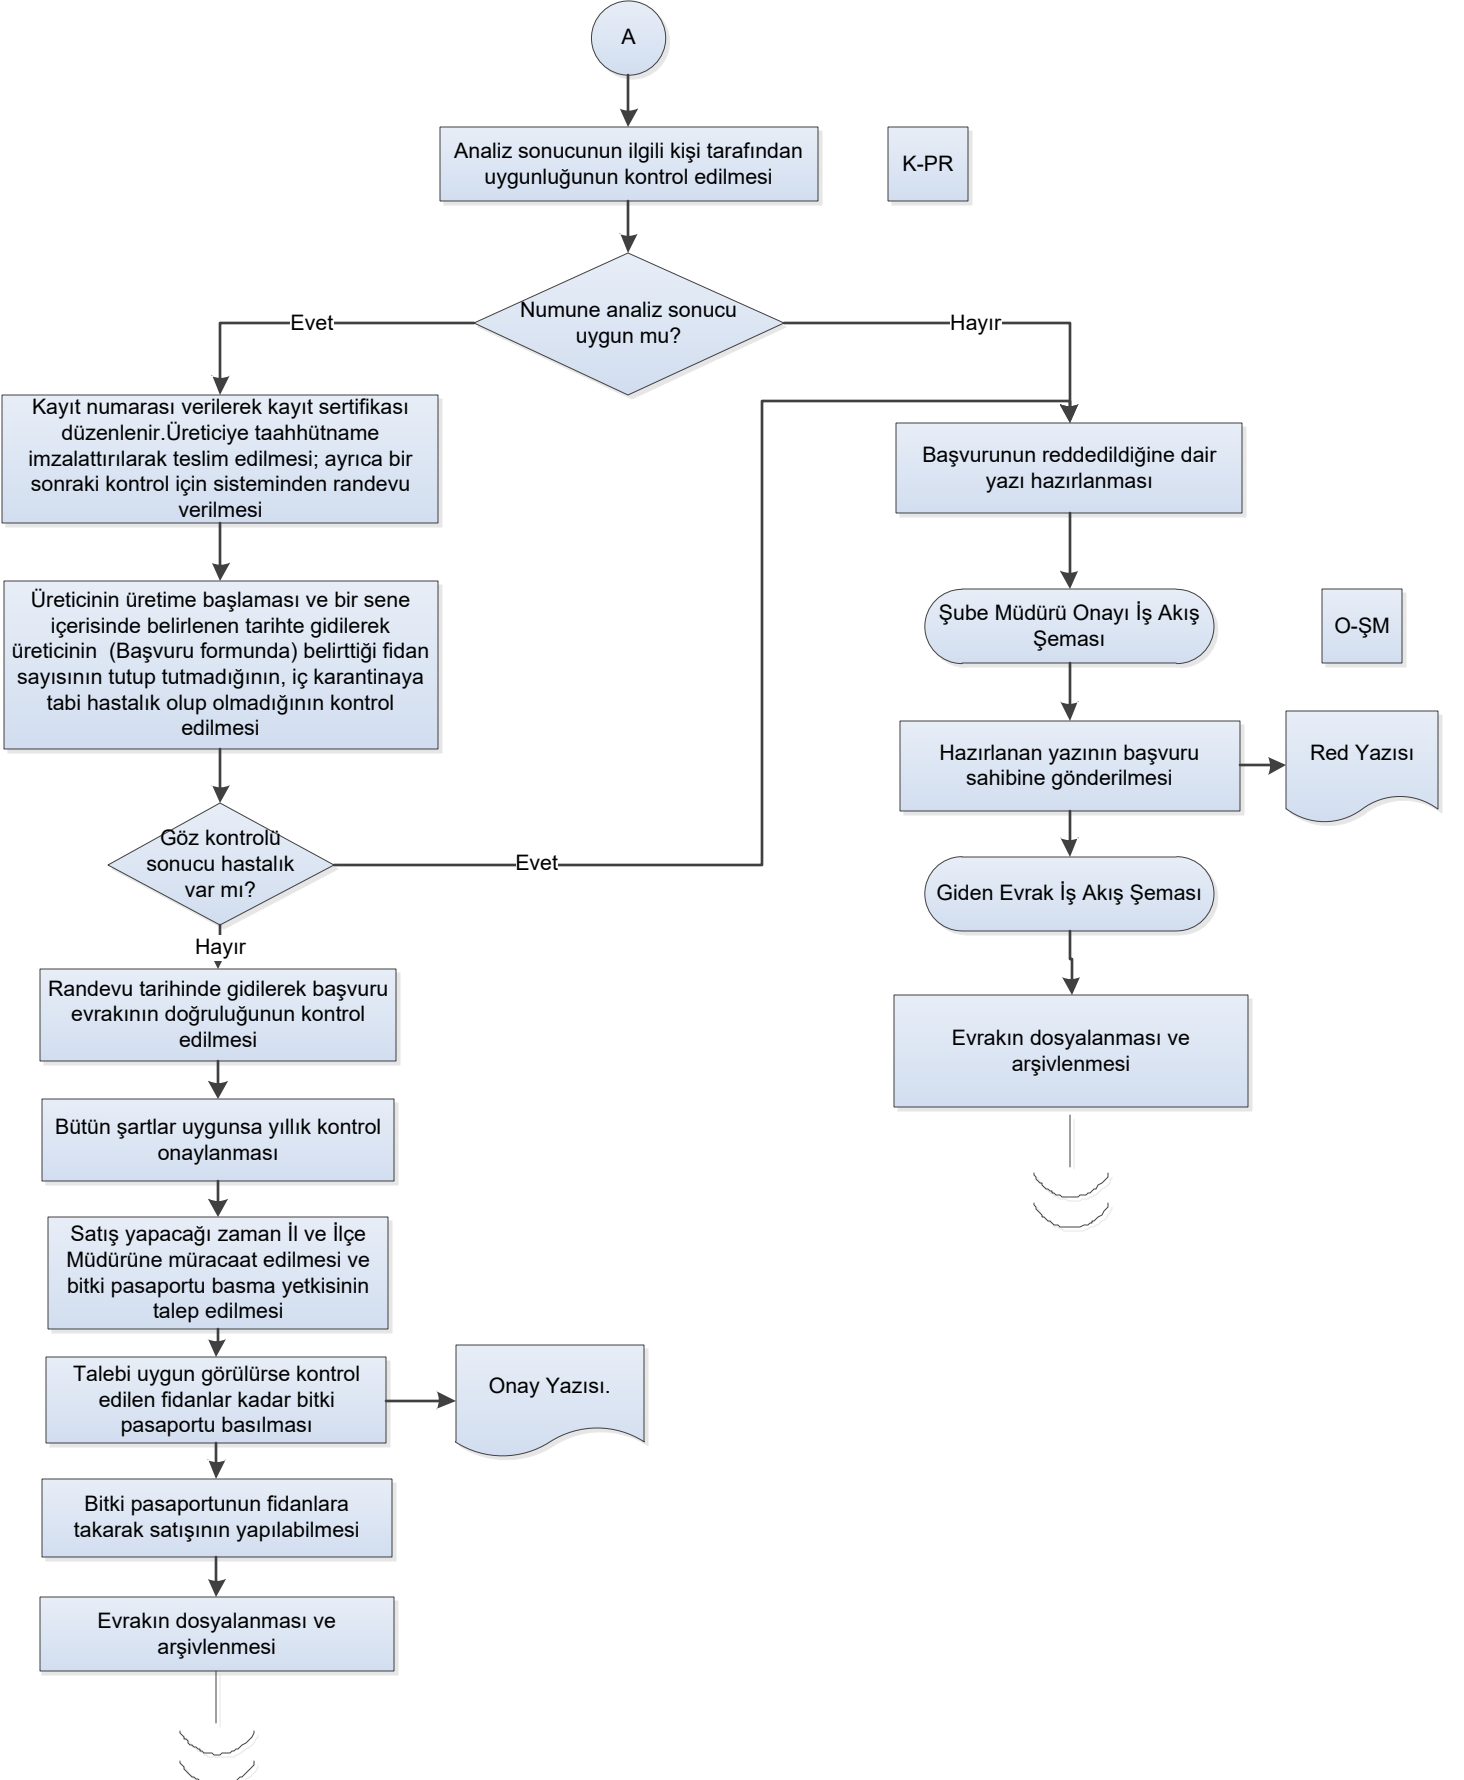 A
Analiz sonucunun ilgili kişi tarafından
uygunluğunun kontrol edilmesi
K-PR
Numune analiz sonucu
uygun mu?
Evet
Hayır
Kayıt numarası verilerek kayıt sertifikası
düzenlenir.Üreticiye taahhütname
imzalattırılarak teslim edilmesi; ayrıca bir
sonraki kontrol için sisteminden randevu
verilmesi
Başvurunun reddedildiğine dair
yazı hazırlanması
Üreticinin üretime başlaması ve bir sene
içerisinde belirlenen tarihte gidilerek
üreticinin  (Başvuru formunda) belirttiği fidan
sayısının tutup tutmadığının, iç karantinaya
tabi hastalık olup olmadığının kontrol
edilmesi
Şube Müdürü Onayı İş Akış
Şeması
O-ŞM
Hazırlanan yazının başvuru
sahibine gönderilmesi
Red Yazısı
Göz kontrolü
sonucu hastalık
var mı?
Evet
Giden Evrak İş Akış Şeması
Hayır
Randevu tarihinde gidilerek başvuru
evrakının doğruluğunun kontrol
edilmesi
Evrakın dosyalanması ve
arşivlenmesi
Bütün şartlar uygunsa yıllık kontrol
onaylanması
Satış yapacağı zaman İl ve İlçe
Müdürüne müracaat edilmesi ve
bitki pasaportu basma yetkisinin
talep edilmesi
Talebi uygun görülürse kontrol
edilen fidanlar kadar bitki
pasaportu basılması
Onay Yazısı.
Bitki pasaportunun fidanlara
takarak satışının yapılabilmesi
Evrakın dosyalanması ve
arşivlenmesi